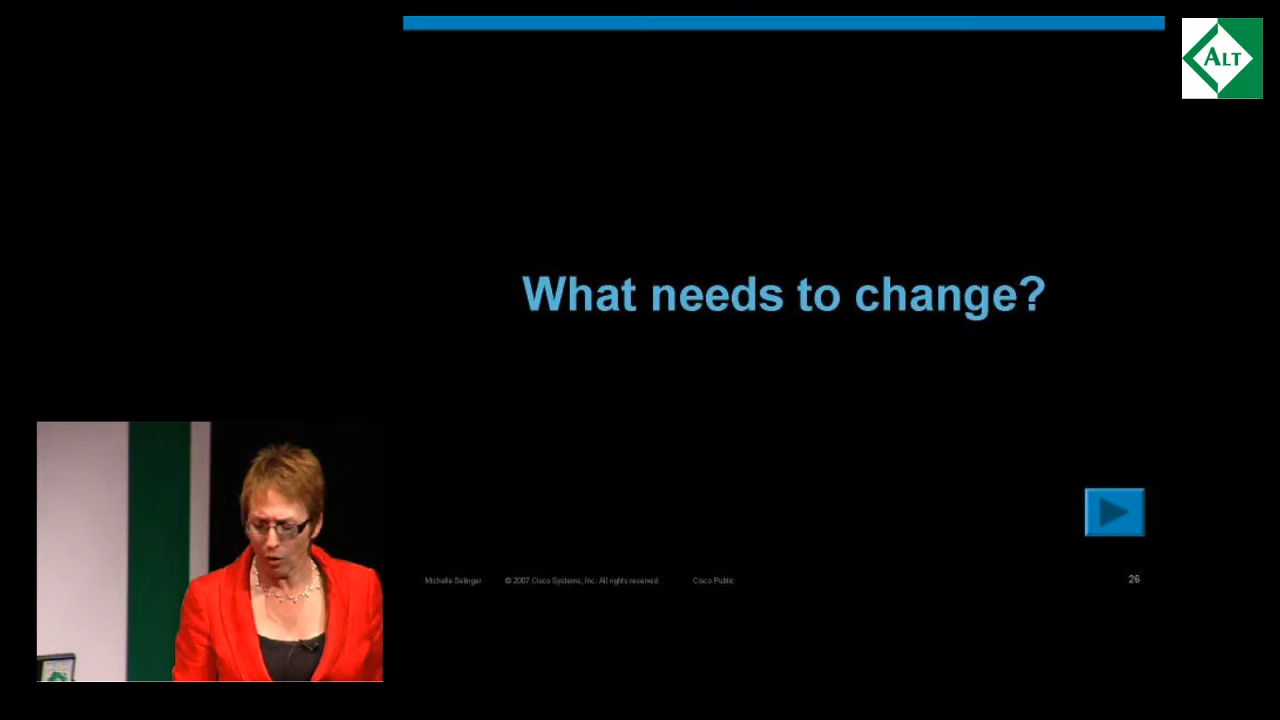 ALT
What needs to change?
Michelle Selinger © 2007 Cisco Systems, Inc. All rights reserved. Cisco Public 26